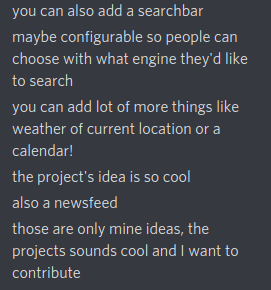 you can also add a searchbar
maybe configurable so people can
choose with what engine they'd like
to search
you can add lot of more things like
weather of current location or a
calendar!
the project's idea is so cool
also a newsfeed
those are only mine ideas, the
projects sounds cool and I want to
contribute